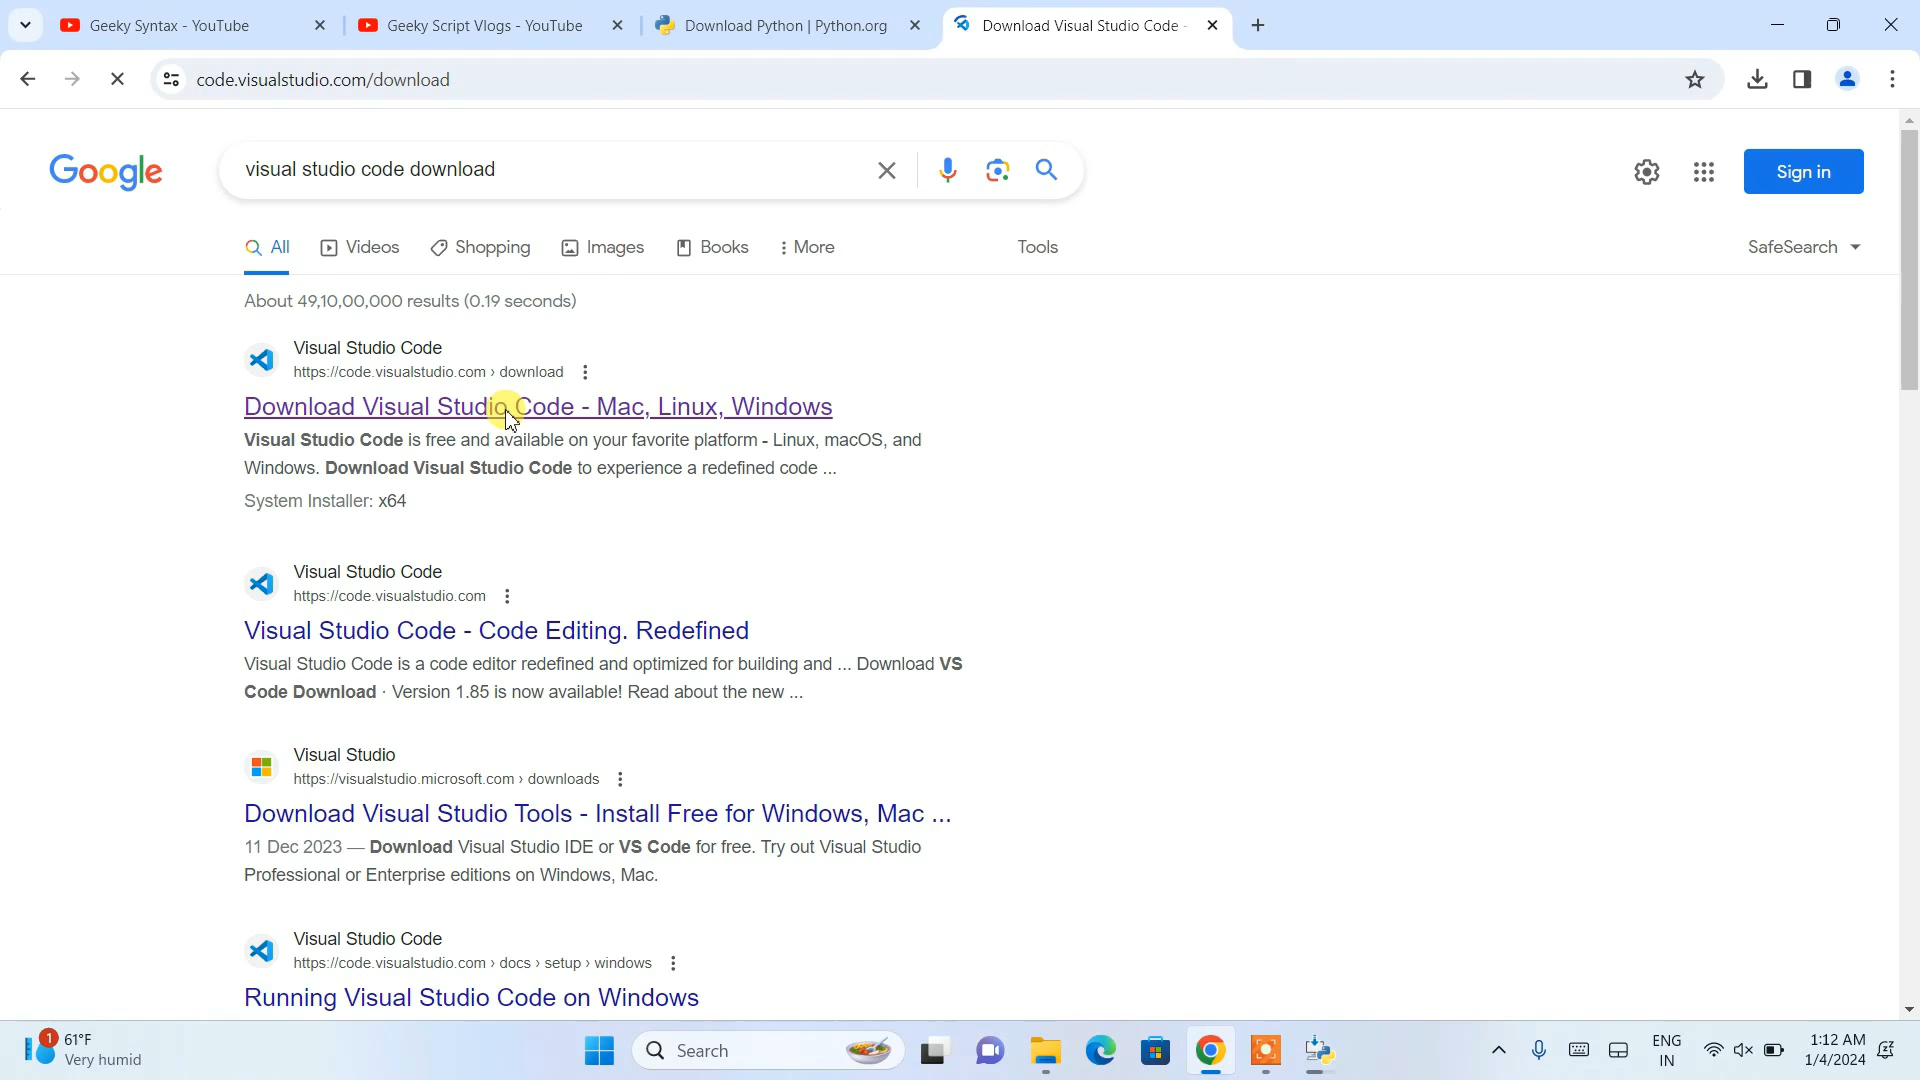 Geeky Syntax - YouTube
Geeky Script Vlogs - YouTube
Download Python | Python.org
Download Visual Studio Code -
code.visualstudio.com/download
Google
visual studio code download
Sign in
All
Videos
Shopping
Images
Books
More
Tools
SafeSearch
About 49,10,00,000 results (0.19 seconds)
Visual Studio Code
https://code.visualstudio.com › download
Download Visual Studio Code - Mac, Linux, Windows
Visual Studio Code is free and available on your favorite platform - Linux, macOS, and
Windows. Download Visual Studio Code to experience a redefined code ...
System Installer: x64
Visual Studio Code
https://code.visualstudio.com
Visual Studio Code - Code Editing. Redefined
Visual Studio Code is a code editor redefined and optimized for building and ... Download VS
Code Download · Version 1.85 is now available! Read about the new ...
Visual Studio
https://visualstudio.microsoft.com › downloads
Download Visual Studio Tools - Install Free for Windows, Mac ...
11 Dec 2023 — Download Visual Studio IDE or VS Code for free. Try out Visual Studio
Professional or Enterprise editions on Windows, Mac.
Visual Studio Code
https://code.visualstudio.com › docs › setup › windows
Running Visual Studio Code on Windows
1
61°F
Very humid
Search
ENG
IN
1:12 AM
1/4/2024